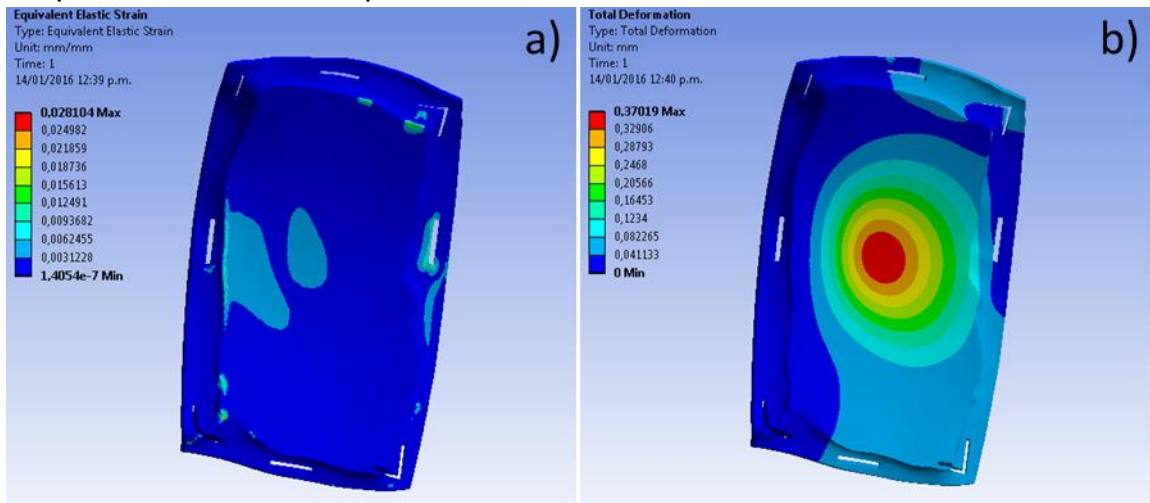 Equivalent Elastic Strain
Type: Equivalent Elastic Strain
Unit: mm/mm
Time: 1
14/01/2016 12:39 p.m.
a)
0,028104 Max
0,024982
0,021859
0,018736
0,015613
0,012491
0,0093682
0,0062455
0,0031228
1,4054e-7 Min
Total Deformation
Type: Total Deformation
Unit: mm
Time: 1
14/01/2016 12:40 p.m.
b)
0,37019 Max
0,32906
0,28793
0,2468
0,20566
0,16453
0,1234
0,082265
0,041133
0 Min